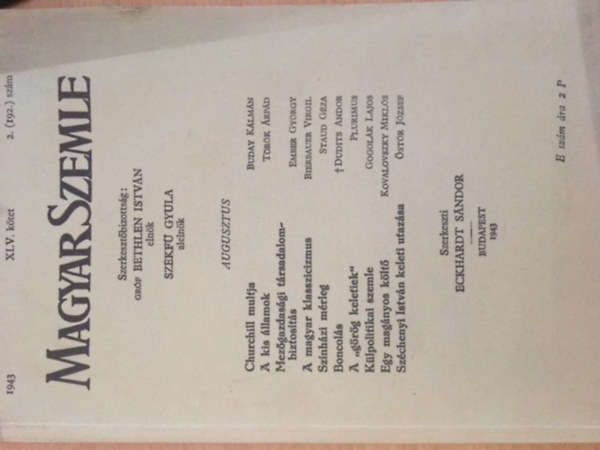 1943 XLV. kötet 2. (192.) szám
MAGYAR SZEMLE
Szerkesztőbizottság:
GRÓF BETHLEN ISTVÁN
elnök
SZEKFŰ GYULA
alelnök
AUGUSZTUS
Churchill multja BUDAY KÁLMÁN
A kis államok TÖRÖK ÁRPÁD
Mezőgazdasági társadalom-
biztosítás EMBER GYÖRGY
A magyar klasszicizmus BIERBAUER VIRGIL
Színházi mérleg STAUD GÉZA
Boncolás † DUDITS ANDOR
A „görög keletiek“ PLURIMUS
Külpolitikai szemle GOGOLÁK LAJOS
Egy magányos költő KOVALOVSZKY MIKLÓS
Széchenyi István keleti utazása ÖSTÖR JÓZSEF
Szerkeszti
ECKHARDT SÁNDOR
BUDAPEST
1943
E szám ára 2 P